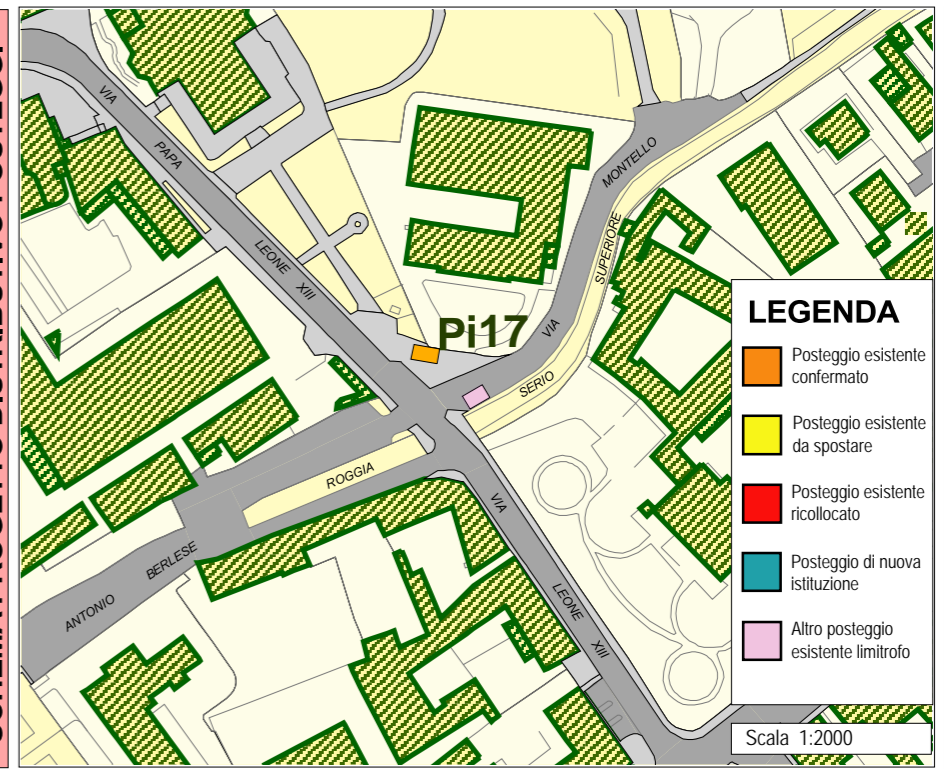 VIA
PAPA
LEONE XIII
MONTELLO
SUPERIORE
VIA
Pi17
SERIO
ROGGIA
VIA
BERLESE
ANTONIO
LEONE
XIII
LEGENDA
Posteggio esistente
confermato
Posteggio esistente
da spostare
Posteggio esistente
ricollocato
Posteggio di nuova
istituzione
Altro posteggio
esistente limitrofo
Scala 1:2000